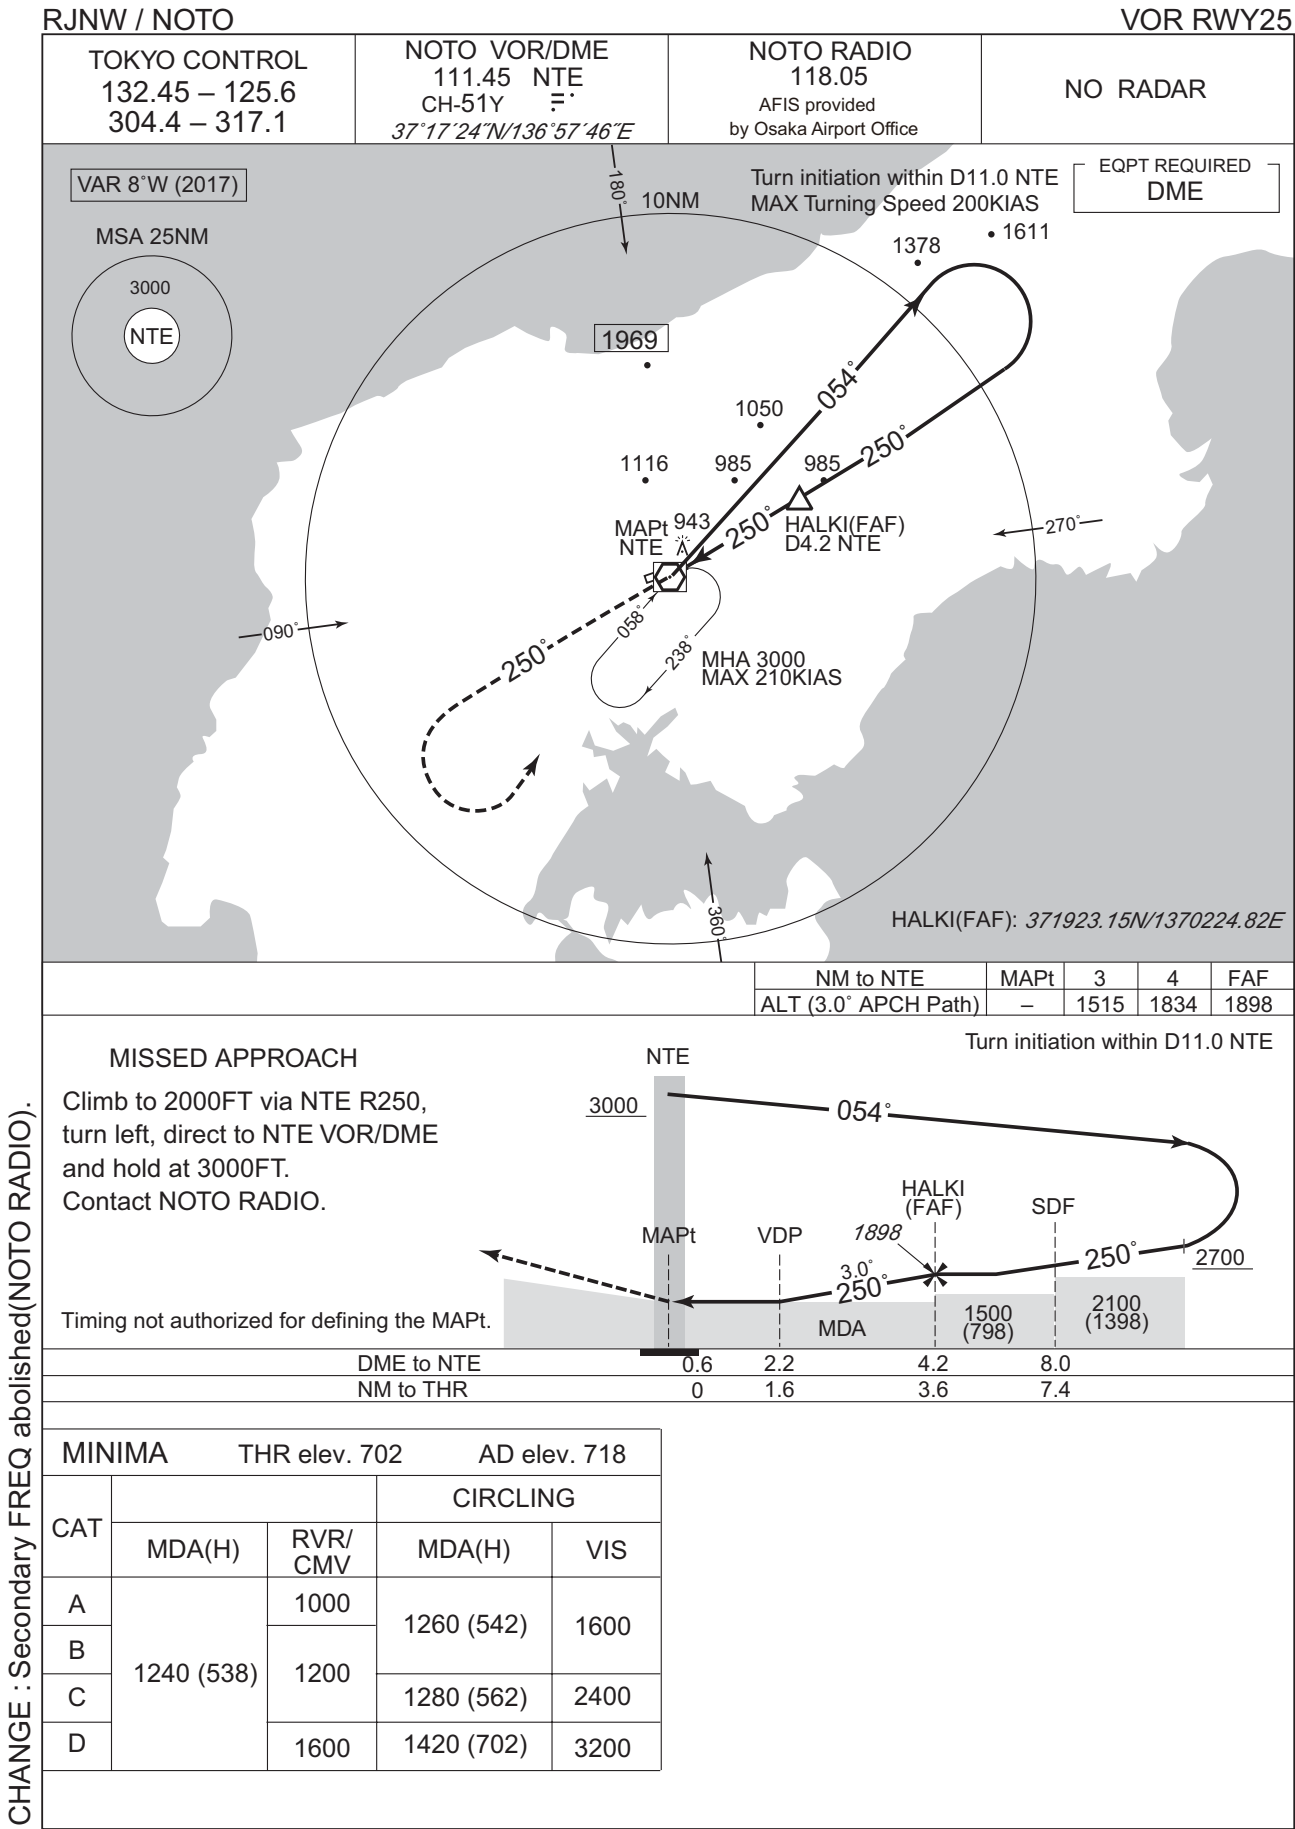 RJNW / NOTO
VOR RWY25
TOKYO CONTROL
132.45 – 125.6
304.4 – 317.1
NOTO VOR/DME
111.45 NTE
CH-51Y
37˚17´24˝N/136˚57´46˝E
NOTO RADIO
118.05
AFIS provided
by Osaka Airport Office
NO RADAR
VAR 8˚W (2017)
MSA 25NM
3000
NTE
180˚
10NM
Turn initiation within D11.0 NTE
MAX Turning Speed 200KIAS
EQPT REQUIRED
DME
1611
1378
1969
054˚
1050
250˚
1116
985
985
MAPt
NTE
943
250˚
HALKI(FAF)
D4.2 NTE
270˚
090˚
058˚
238˚
250˚
MHA 3000
MAX 210KIAS
360˚
HALKI(FAF): 371923.15N/1370224.82E
NM to NTE MAPt 3 4 FAF
ALT (3.0˚ APCH Path) – 1515 1834 1898
Turn initiation within D11.0 NTE
MISSED APPROACH
Climb to 2000FT via NTE R250,
turn left, direct to NTE VOR/DME
and hold at 3000FT.
Contact NOTO RADIO.
Timing not authorized for defining the MAPt.
NTE
3000
054˚
HALKI
(FAF)
SDF
MAPt
VDP
1898
250˚
2700
3.0˚
250˚
MDA
1500
(798)
2100
(1398)
DME to NTE 0.6 2.2 4.2 8.0
NM to THR 0 1.6 3.6 7.4
MINIMA THR elev. 702 AD elev. 718
CAT
CIRCLING
MDA(H)
RVR/
CMV
MDA(H)
VIS
A
1000
1260 (542)
1600
B
1240 (538)
1200
C
1280 (562)
2400
D
1600
1420 (702)
3200
CHANGE : Secondary FREQ abolished(NOTO RADIO).